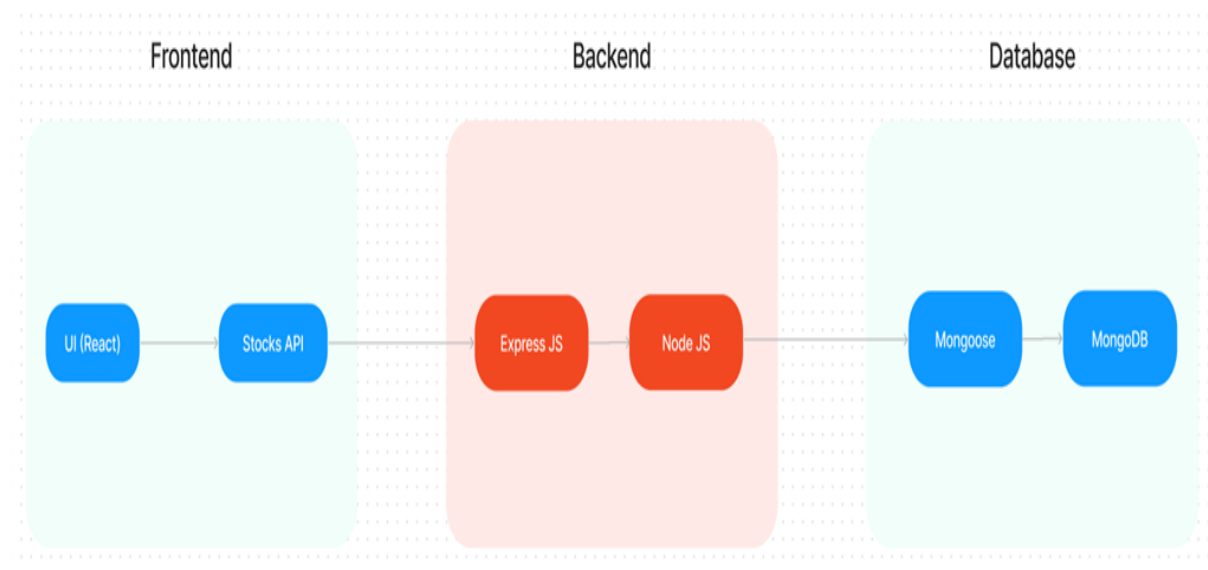 Frontend
Backend
Database
UI (React)
Stocks API
Express JS
Node JS
Mongoose
MongoDB